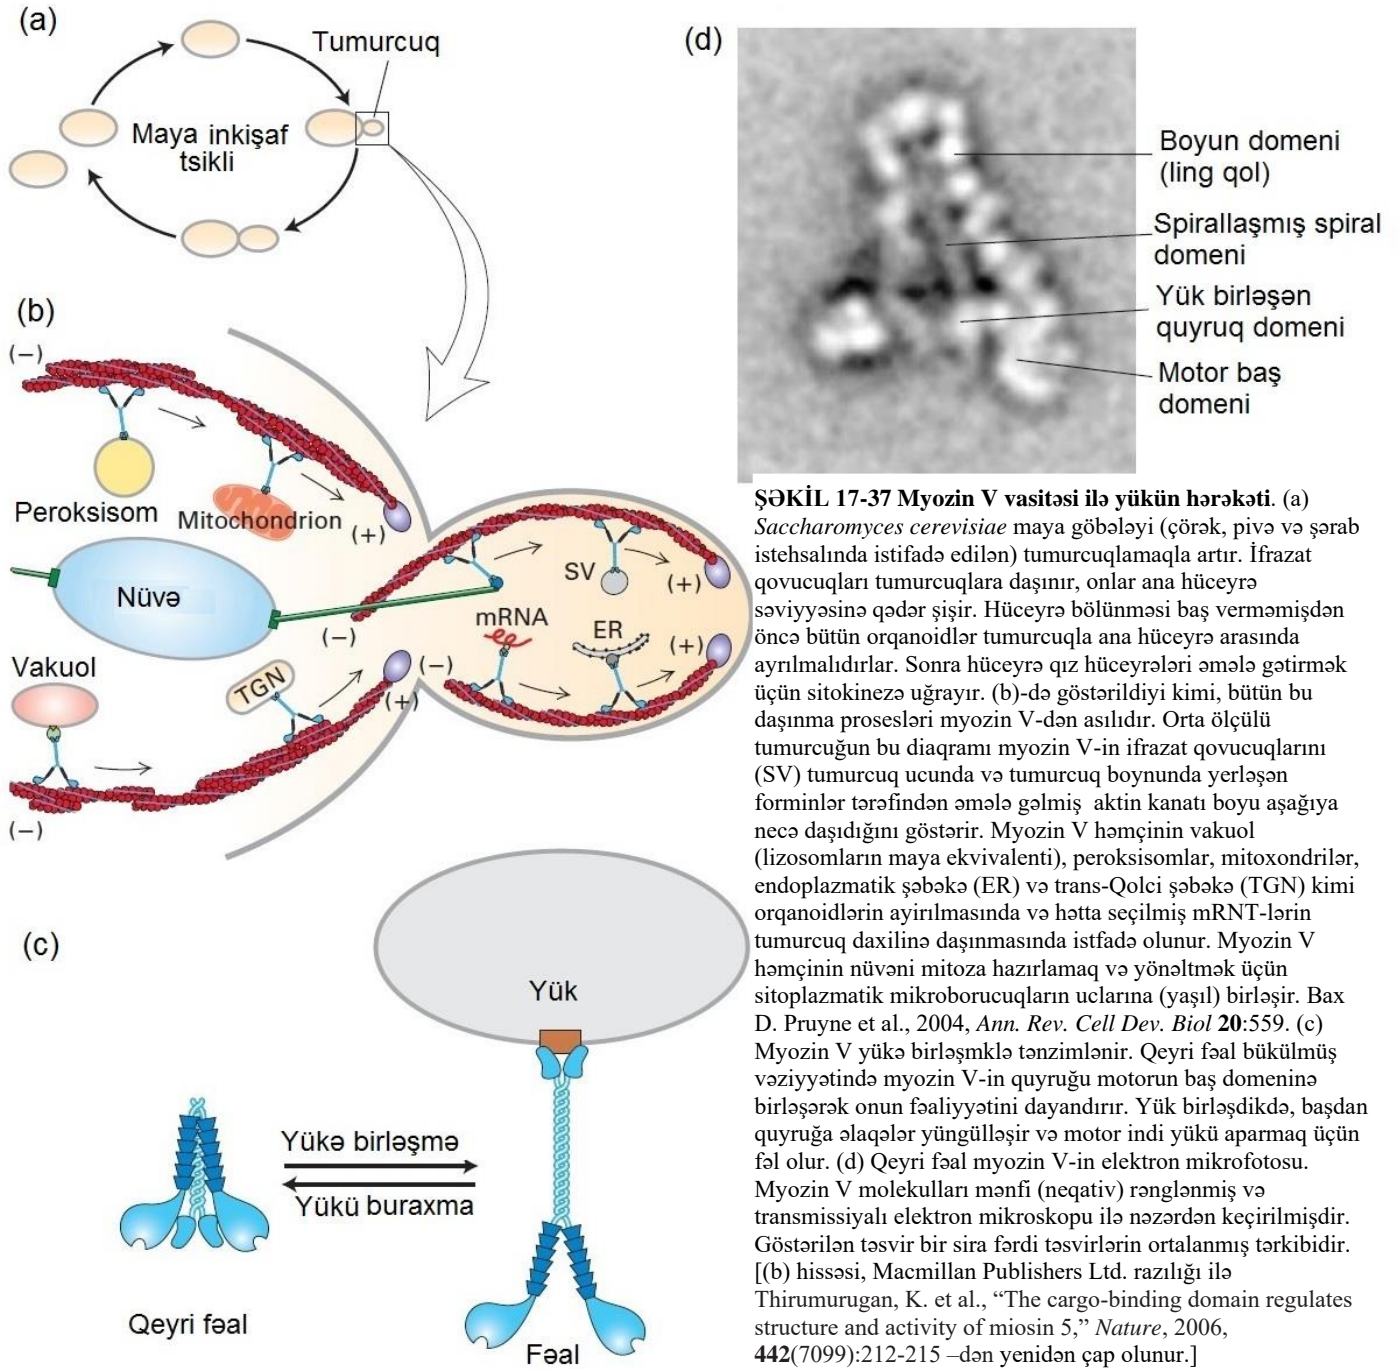 (a)
Tumurcuq
Maya inkişaf
tsikli
(b)
(–)
Peroksisom
Mitochondrion
(+)
Nüvə
(–)
SV
(+)
mRNA
ER
(+)
Vakuol
TGN
(+)
(–)
(–)
(c)
Yük
Yükə birləşmə
Yükü buraxma
Qeyri fəal
Fəal
(d)
Boyun domeni
(ling qol)
Spirallaşmış spiral
domeni
Yük birləşən
quyruq domeni
Motor baş
domeni
ŞƏKİL 17-37 Myozin V vasitəsi ilə yükün hərəkəti. (a)
Saccharomyces cerevisiae maya göbələyi (çörək, pivə və şərab
istehsalında istifadə edilən) tumurcuqlamaqla artır. İfrazat
qovucuqları tumurcuqlara daşınır, onlar ana hüceyrə
səviyyəsinə qədər şişir. Hüceyrə bölünməsi baş verməmişdən
öncə bütün orqanoidlər tumurcuqla ana hüceyrə arasında
ayrılmalıdırlar. Sonra hüceyrə qız hüceyrələri əmələ gətirmək
üçün sitokinezə uğrayır. (b)-də göstərildiyi kimi, bütün bu
daşınma prosesləri myozin V-dən asılıdır. Orta ölçülü
tumurcuğun bu diaqramı myozin V-in ifrazat qovucuqlarını
(SV) tumurcuq ucunda və tumurcuq boynunda yerləşən
forminlər tərəfindən əmələ gəlmiş aktin kanatı boyu aşağıya
necə daşıdığını göstərir. Myozin V həmçinin vakuol
(lizosomların maya ekvivalenti), peroksisomlar, mitoxondrilər,
endoplazmatik şəbəkə (ER) və trans-Qolci şəbəkə (TGN) kimi
orqanoidlərin ayirılmasında və hətta seçilmiş mRNT-lərin
tumurcuq daxilinə daşınmasında istfadə olunur. Myozin V
həmçinin nüvəni mitoza hazırlamaq və yönəltmək üçün
sitoplazmatik mikroborucuqların uclarına (yaşıl) birləşir. Bax
D. Pruyne et al., 2004, Ann. Rev. Cell Dev. Biol 20:559. (c)
Myozin V yükə birləşmklə tənzimlənir. Qeyri fəal bükülmüş
vəziyyətində myozin V-in quyruğu motorun baş domeninə
birləşərək onun fəaliyyətini dayandırır. Yük birləşdikdə, başdan
quyruğa əlaqələr yüngülləşir və motor indi yükü aparmaq üçün
fəl olur. (d) Qeyri fəal myozin V-in elektron mikrofotosu.
Myozin V molekulları mənfi (neqativ) rənglənmiş və
transmissiyalı elektron mikroskopu ilə nəzərdən keçirilmişdir.
Göstərilən təsvir bir sira fərdi təsvirlərin ortalanmış tərkibidir.
[(b) hissəsi, Macmillan Publishers Ltd. razılığı ilə
Thirumurugan, K. et al., “The cargo-binding domain regulates
structure and activity of miosin 5,” Nature, 2006,
442(7099):212-215 –dən yenidən çap olunur.]